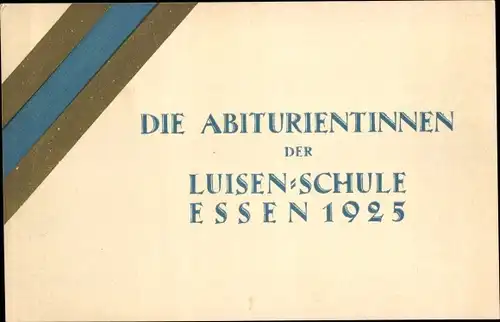 DIE ABITURIENTINNEN
DER
LUISEN-SCHULE
ESSEN 1925